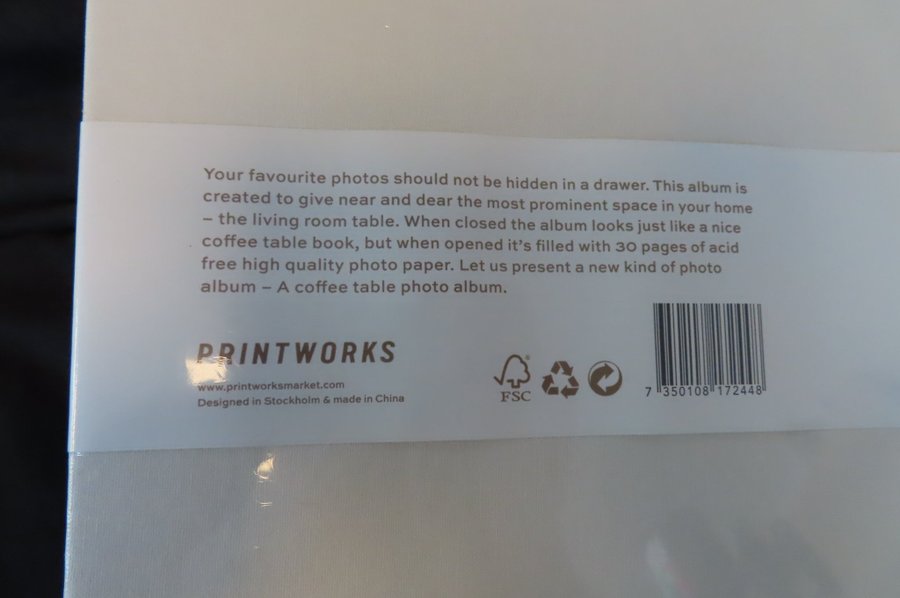 Your favourite photos should not be hidden in a drawer. This album is
created to give near and dear the most prominent space in your home
– the living room table. When closed the album looks just like a nice
coffee table book, but when opened it's filled with 30 pages of acid
free high quality photo paper. Let us present a new kind of photo
album – A coffee table photo album.
PRINTWORKS
www.printworksmarket.com
Designed in Stockholm & made in China
FSC®
7 350108 172448